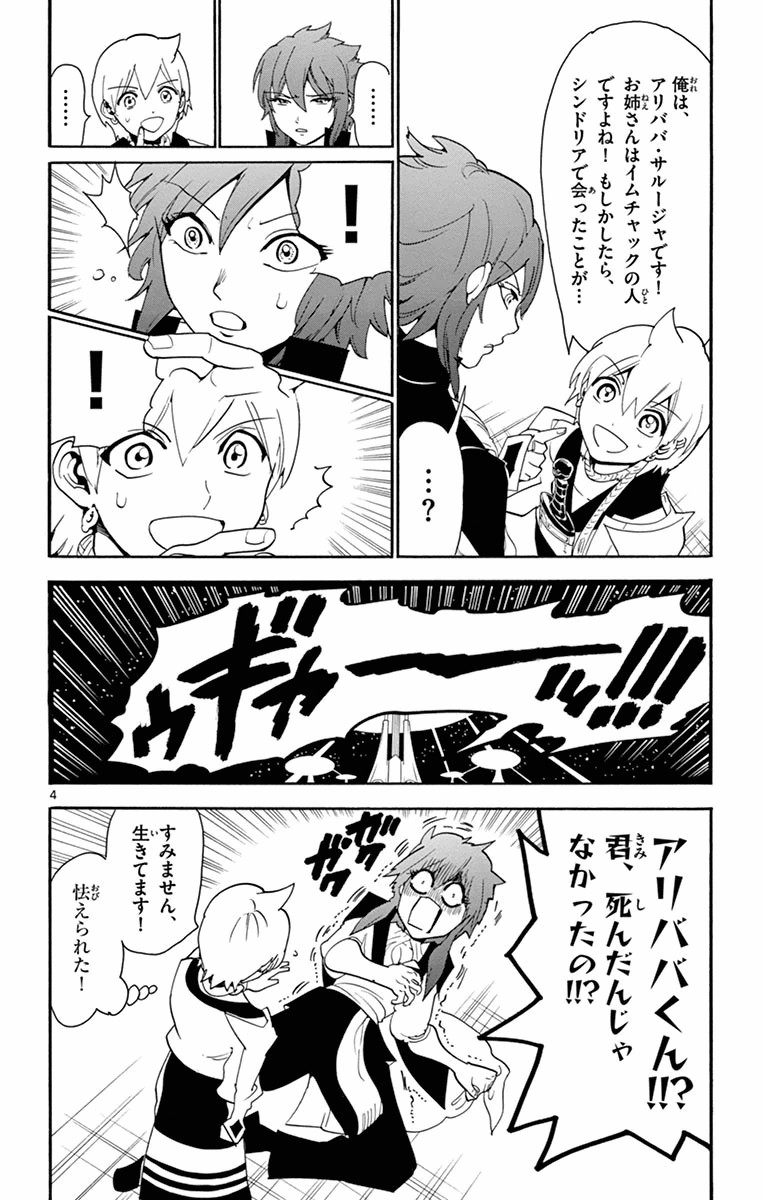 俺は、
アリババ・サルージャです！
お姉さんはイムチャックの人
ですよね！もしかしたら、
シンドリアで会ったことが…
…？
……
……
！
！
ウギャーーッ!!!
4
アリババくん!!?
君、死んだんじゃ
なかったの!!?
ガク
ガク
すみません、
生きてます！
怯えられた！